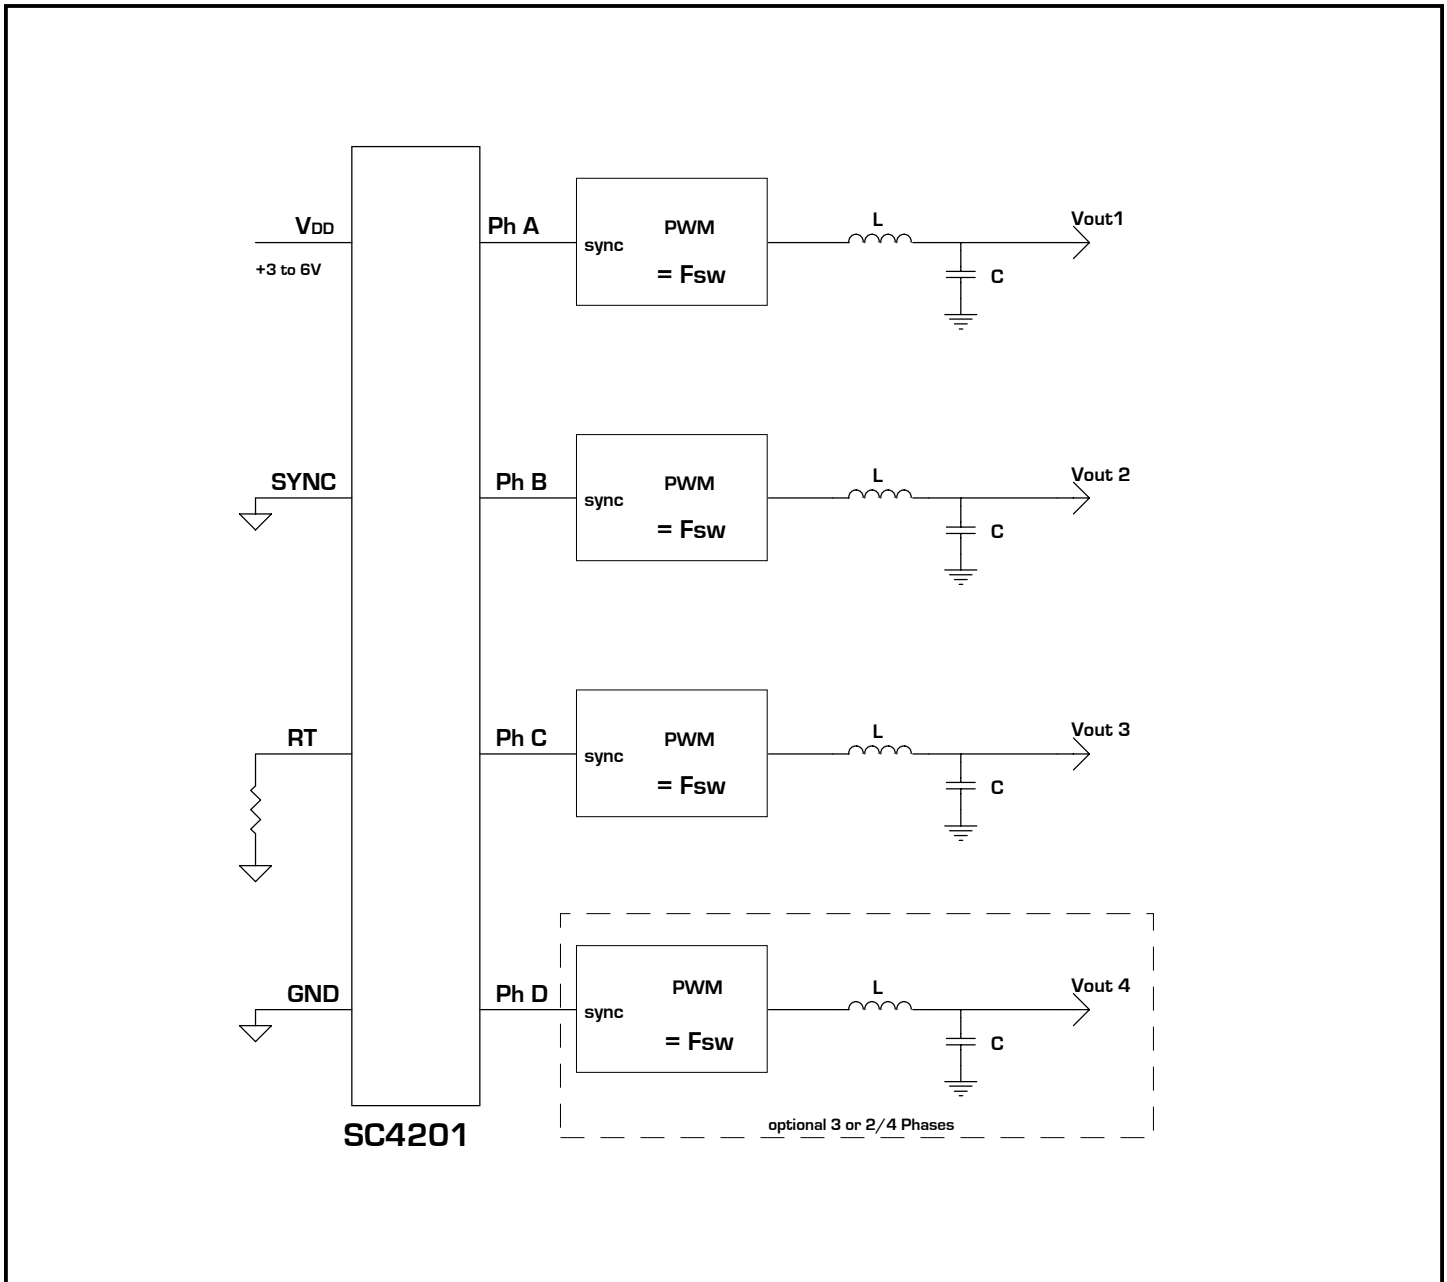 VDD
+3 to 6V
Ph A
sync
PWM
= Fsw
L
C
Vout1
SYNC
Ph B
sync
PWM
= Fsw
L
C
Vout 2
RT
Ph C
sync
PWM
= Fsw
L
C
Vout 3
GND
Ph D
sync
PWM
= Fsw
L
C
Vout 4
optional 3 or 2/4 Phases
SC4201